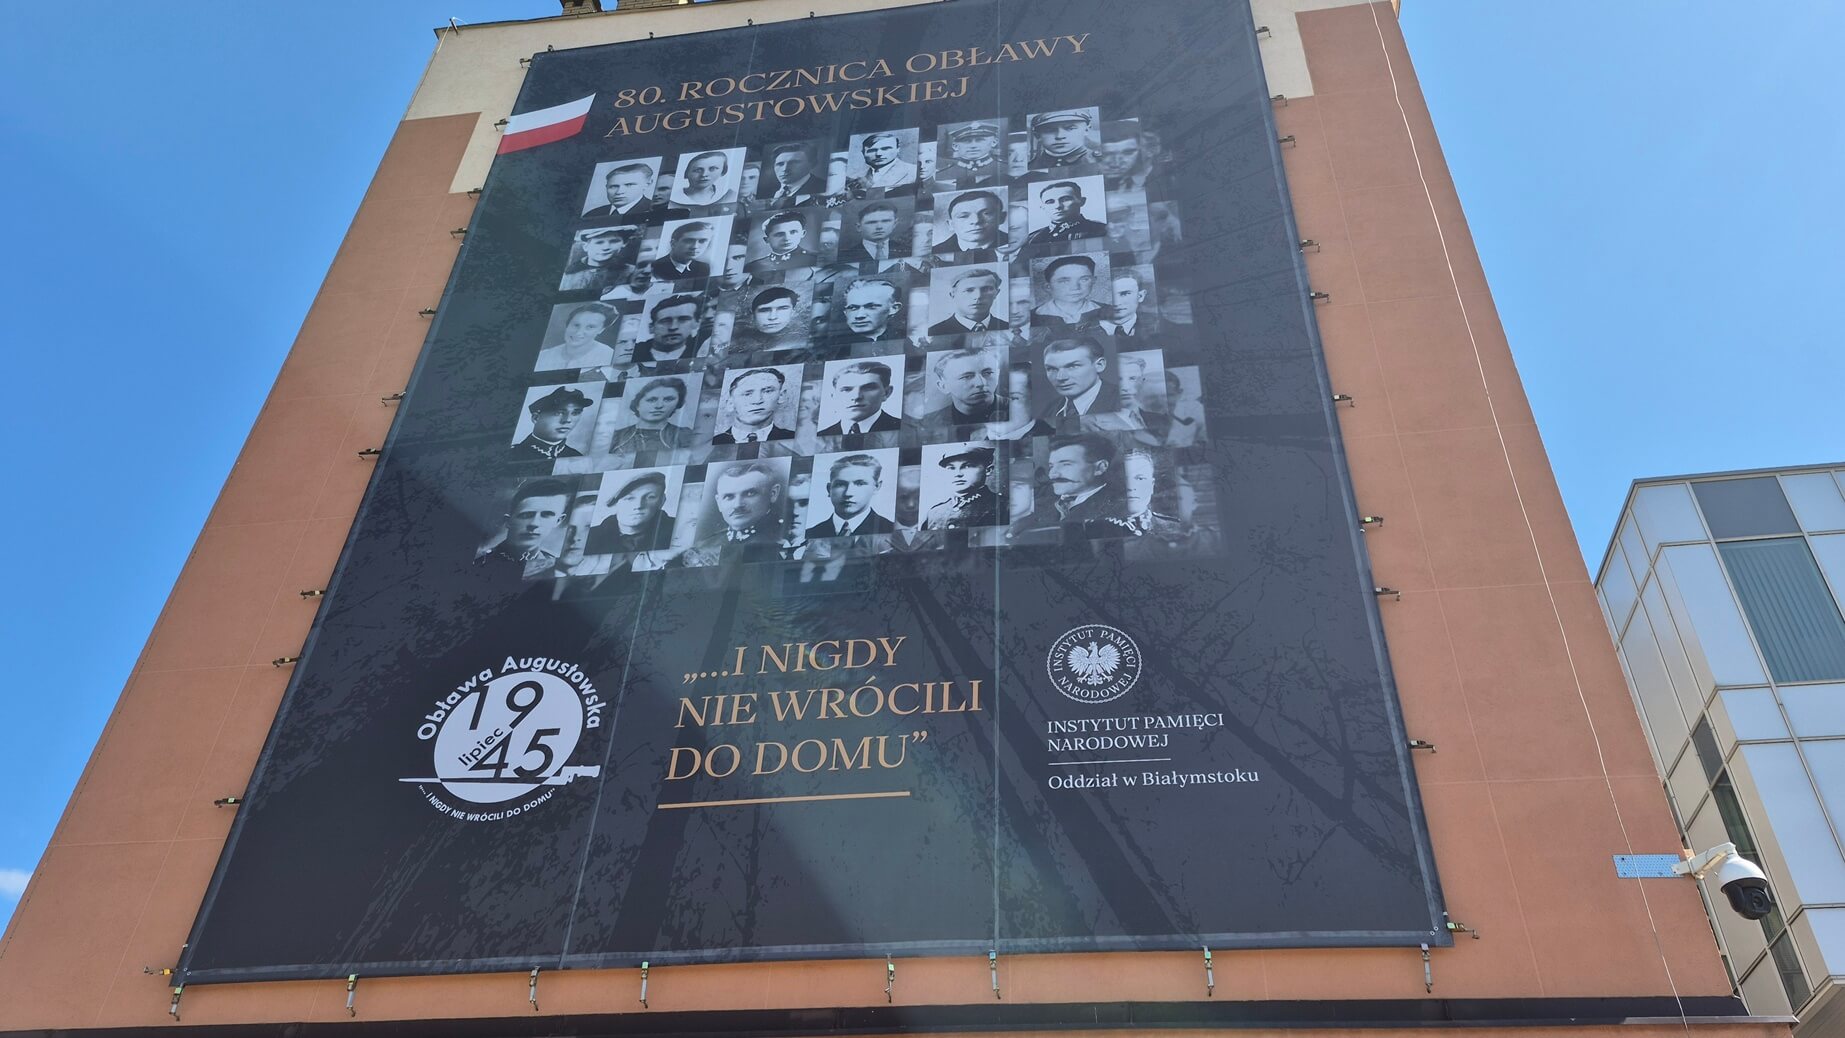 80. ROCZNICA OBŁAWY
AUGUSTOWSKIEJ
Obława Augustowska
19
lipiec
45
"...I NIGDY NIE WRÓCILI DO DOMU"
„...I NIGDY
NIE WRÓCILI
DO DOMU”
INSTYTUT PAMIĘCI
NARODOWEJ
INSTYTUT PAMIĘCI
NARODOWEJ
Oddział w Białymstoku